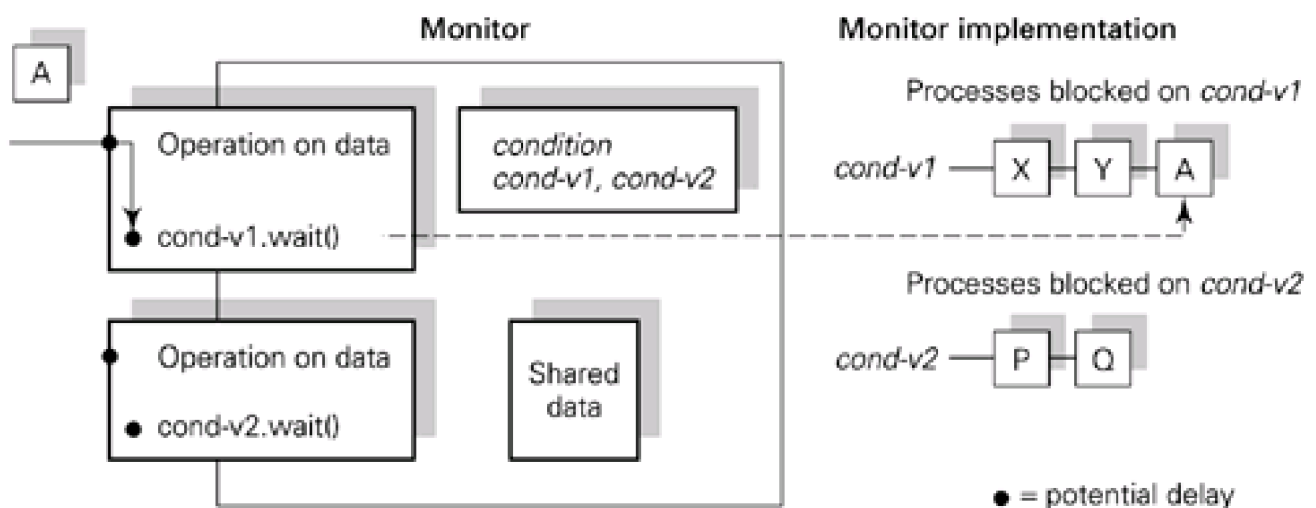 Monitor
Monitor implementation
A
Processes blocked on cond-v1
Operation on data
condition
cond-v1, cond-v2
cond-v1 X Y A
cond-v1.wait()
Processes blocked on cond-v2
Operation on data
Shared
data
cond-v2 P Q
cond-v2.wait()
● = potential delay